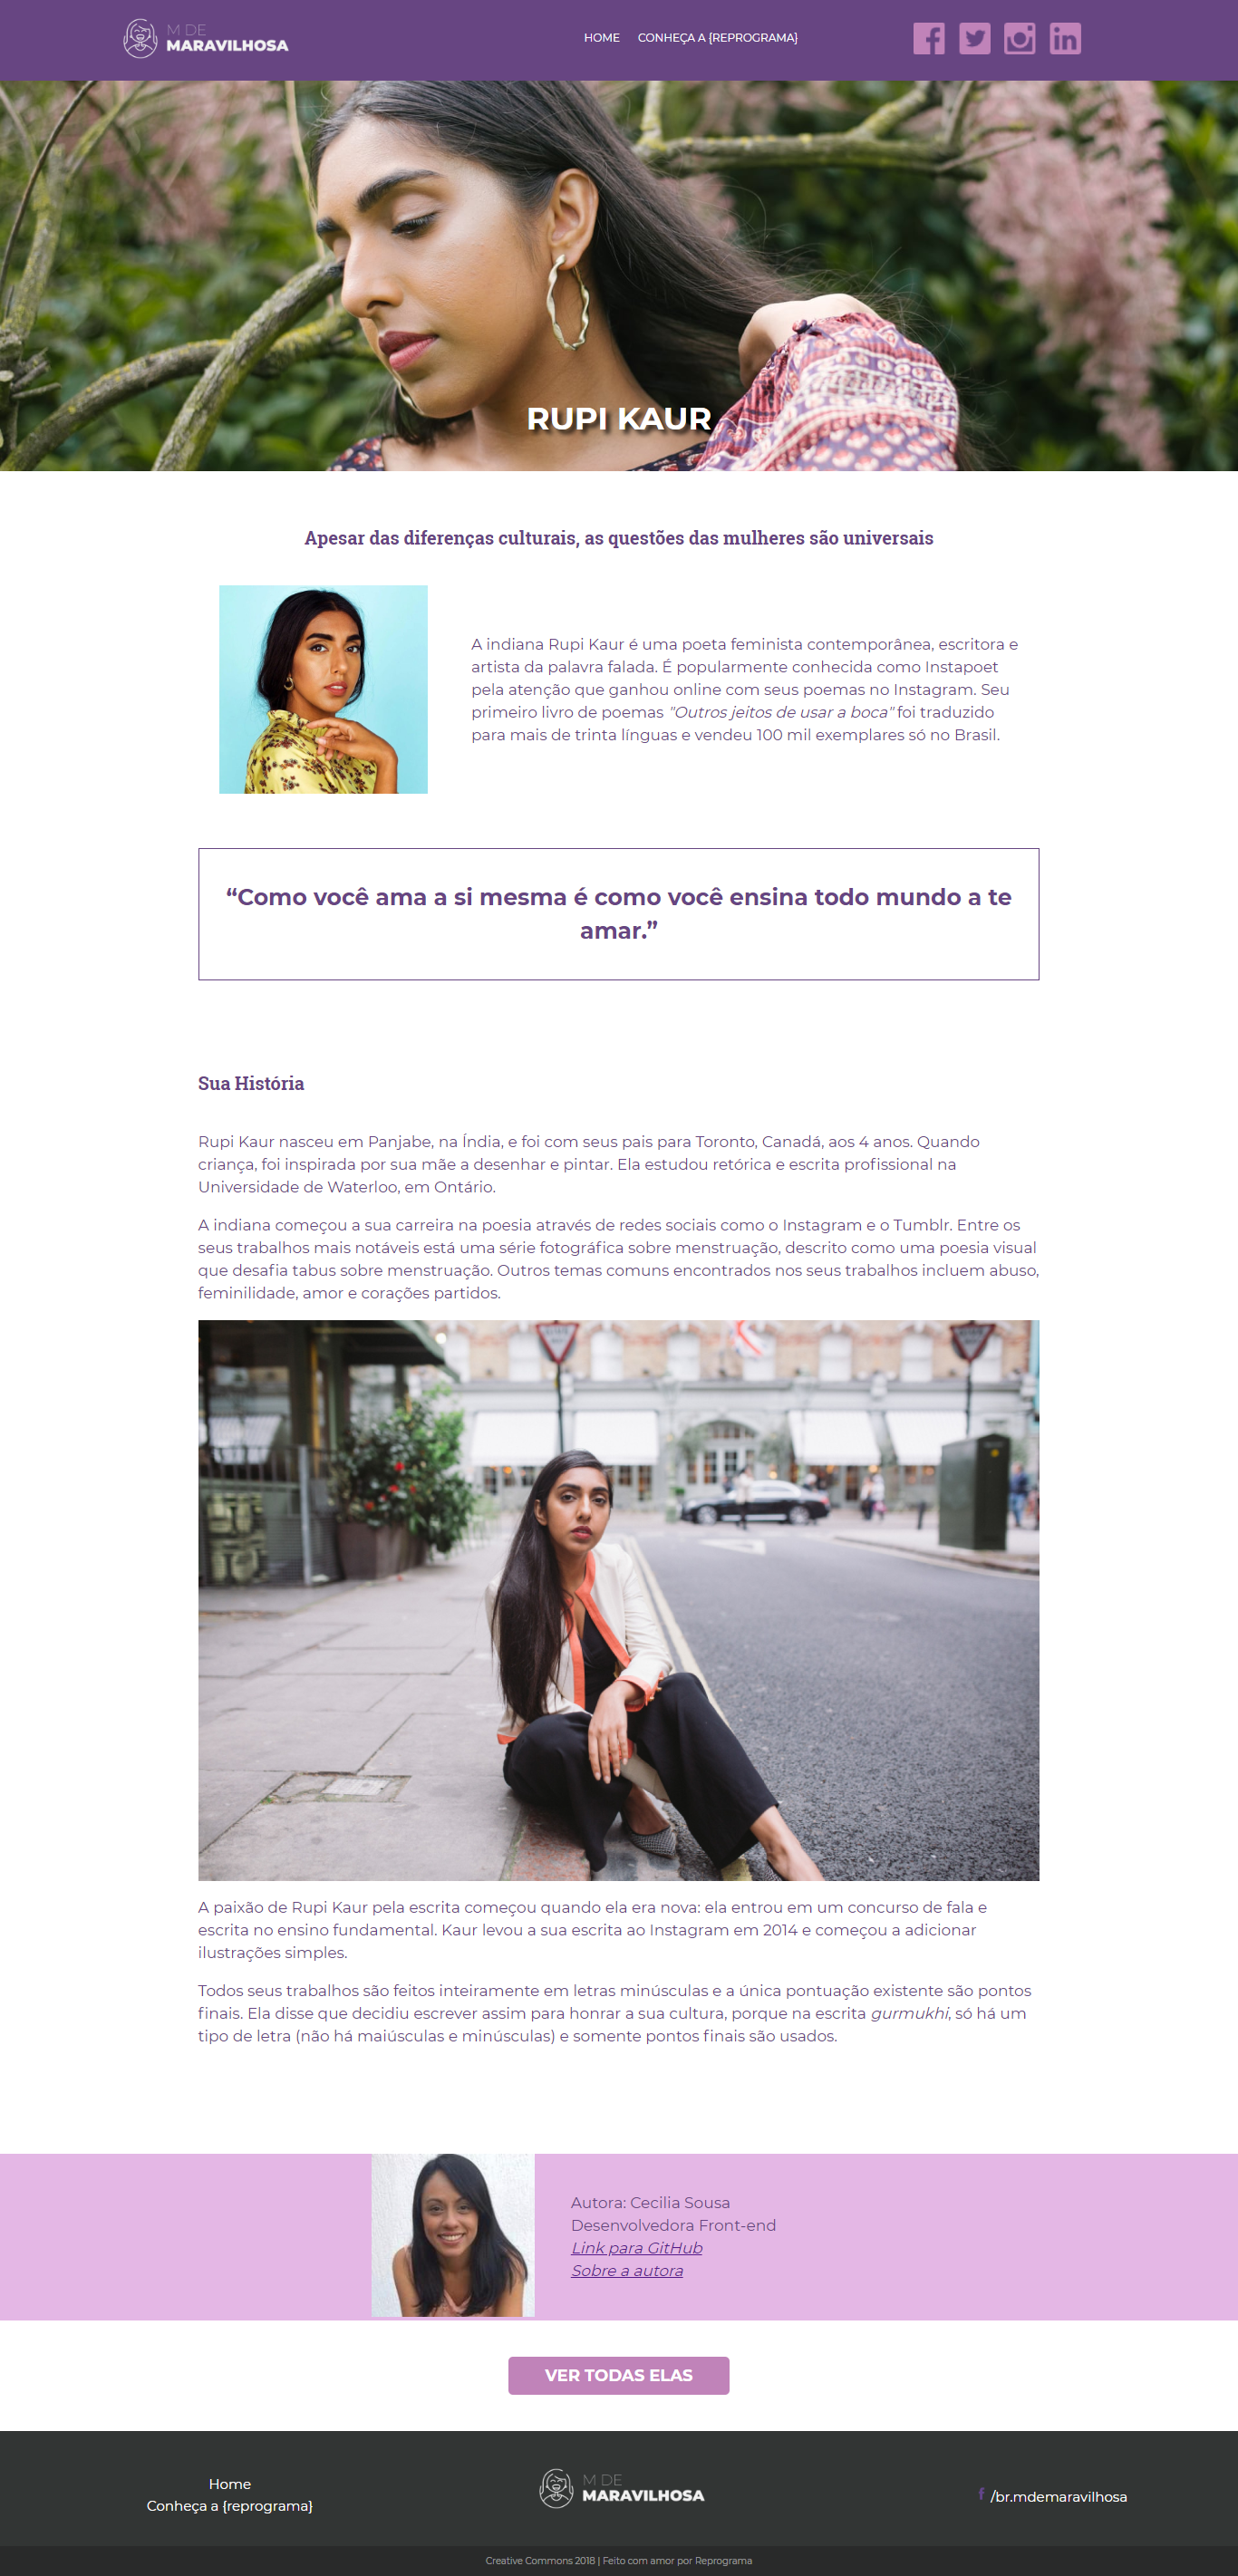 M DE
MARAVILHOSA
HOME
CONHEÇA A {REPROGRAMA}
RUPI KAUR
Apesar das diferenças culturais, as questões das mulheres são universais
A indiana Rupi Kaur é uma poeta feminista contemporânea, escritora e
artista da palavra falada. É popularmente conhecida como Instapoet
pela atenção que ganhou online com seus poemas no Instagram. Seu
primeiro livro de poemas "Outros jeitos de usar a boca" foi traduzido
para mais de trinta línguas e vendeu 100 mil exemplares só no Brasil.
“Como você ama a si mesma é como você ensina todo mundo a te
amar.”
Sua História
Rupi Kaur nasceu em Panjabe, na Índia, e foi com seus pais para Toronto, Canadá, aos 4 anos. Quando
criança, foi inspirada por sua mãe a desenhar e pintar. Ela estudou retórica e escrita profissional na
Universidade de Waterloo, em Ontário.
A indiana começou a sua carreira na poesia através de redes sociais como o Instagram e o Tumblr. Entre os
seus trabalhos mais notáveis está uma série fotográfica sobre menstruação, descrito como uma poesia visual
que desafia tabus sobre menstruação. Outros temas comuns encontrados nos seus trabalhos incluem abuso,
feminilidade, amor e corações partidos.
A paixão de Rupi Kaur pela escrita começou quando ela era nova: ela entrou em um concurso de fala e
escrita no ensino fundamental. Kaur levou a sua escrita ao Instagram em 2014 e começou a adicionar
ilustrações simples.
Todos seus trabalhos são feitos inteiramente em letras minúsculas e a única pontuação existente são pontos
finais. Ela disse que decidiu escrever assim para honrar a sua cultura, porque na escrita gurmukhi, só há um
tipo de letra (não há maiúsculas e minúsculas) e somente pontos finais são usados.
Autora: Cecilia Sousa
Desenvolvedora Front-end
Link para GitHub
Sobre a autora
VER TODAS ELAS
Home
Conheça a {reprograma}
M DE
MARAVILHOSA
/br.mdemaravilhosa
Creative Commons 2018 | Feito com amor por Reprograma